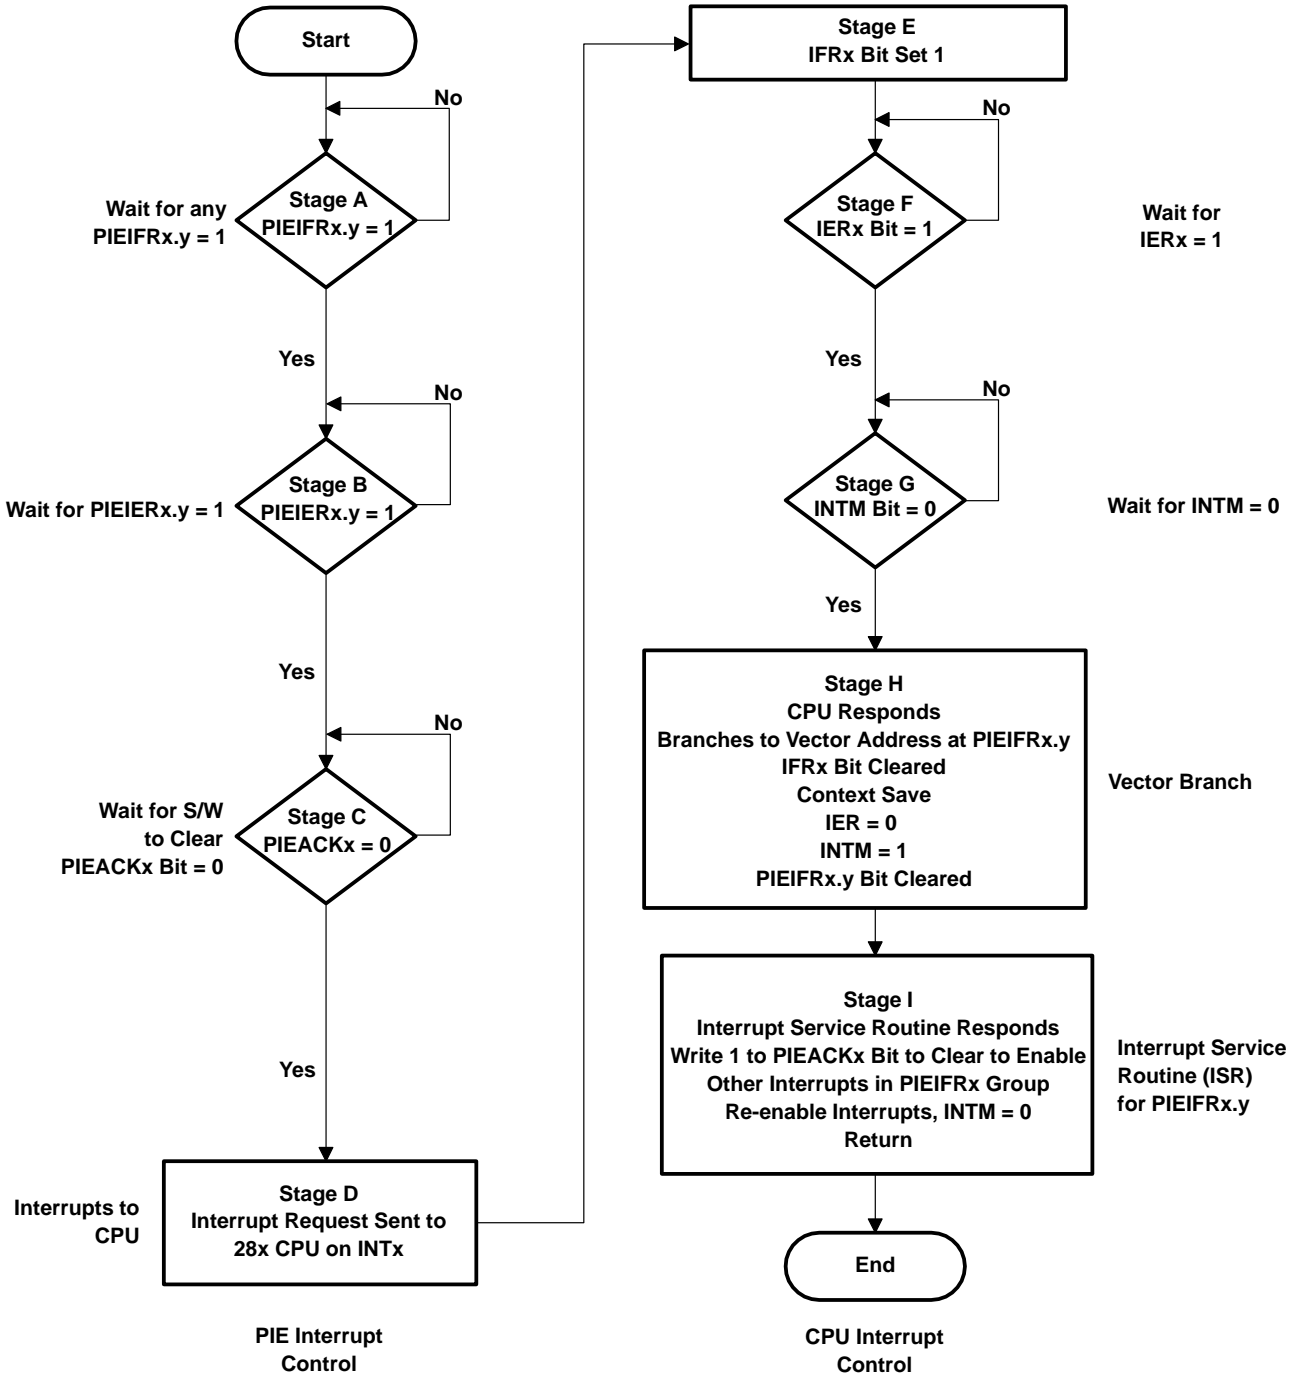 Start
No
Stage A
PIEIFRx.y = 1
Wait for any
PIEIFRx.y = 1
Yes
No
Stage B
PIEIERx.y = 1
Wait for PIEIERx.y = 1
Yes
No
Stage C
PIEACKx = 0
Wait for S/W
to Clear
PIEACKx Bit = 0
Yes
Stage D
Interrupt Request Sent to
28x CPU on INTx
Interrupts to
CPU
PIE Interrupt
Control
Stage E
IFRx Bit Set 1
No
Stage F
IERx Bit = 1
Wait for
IERx = 1
Yes
No
Stage G
INTM Bit = 0
Wait for INTM = 0
Yes
Stage H
CPU Responds
Branches to Vector Address at PIEIFRx.y
IFRx Bit Cleared
Context Save
IER = 0
INTM = 1
PIEIFRx.y Bit Cleared
Vector Branch
Stage I
Interrupt Service Routine Responds
Write 1 to PIEACKx Bit to Clear to Enable
Other Interrupts in PIEIFRx Group
Re-enable Interrupts, INTM = 0
Return
Interrupt Service
Routine (ISR)
for PIEIFRx.y
End
CPU Interrupt
Control